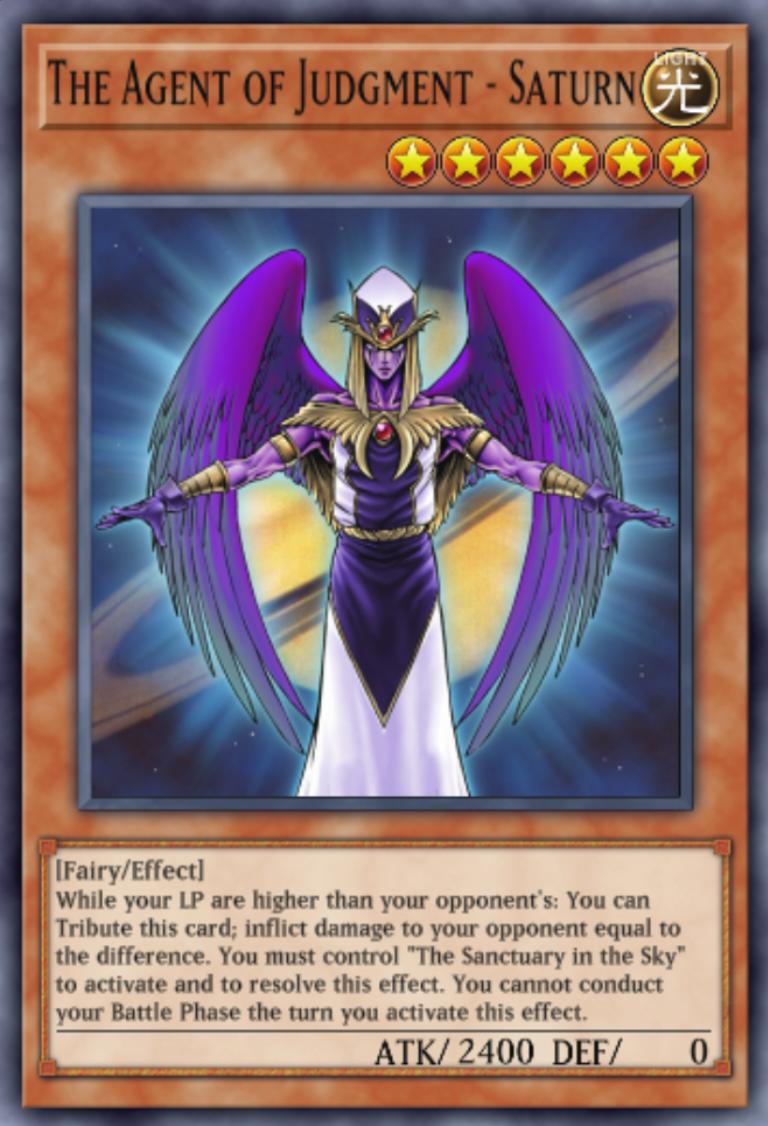 The Agent of Judgment - Saturn
LIGHT
光
[Fairy/Effect]
While your LP are higher than your opponent's: You can
Tribute this card; inflict damage to your opponent equal to
the difference. You must control "The Sanctuary in the Sky"
to activate and to resolve this effect. You cannot conduct
your Battle Phase the turn you activate this effect.
ATK/ 2400 DEF/ 0